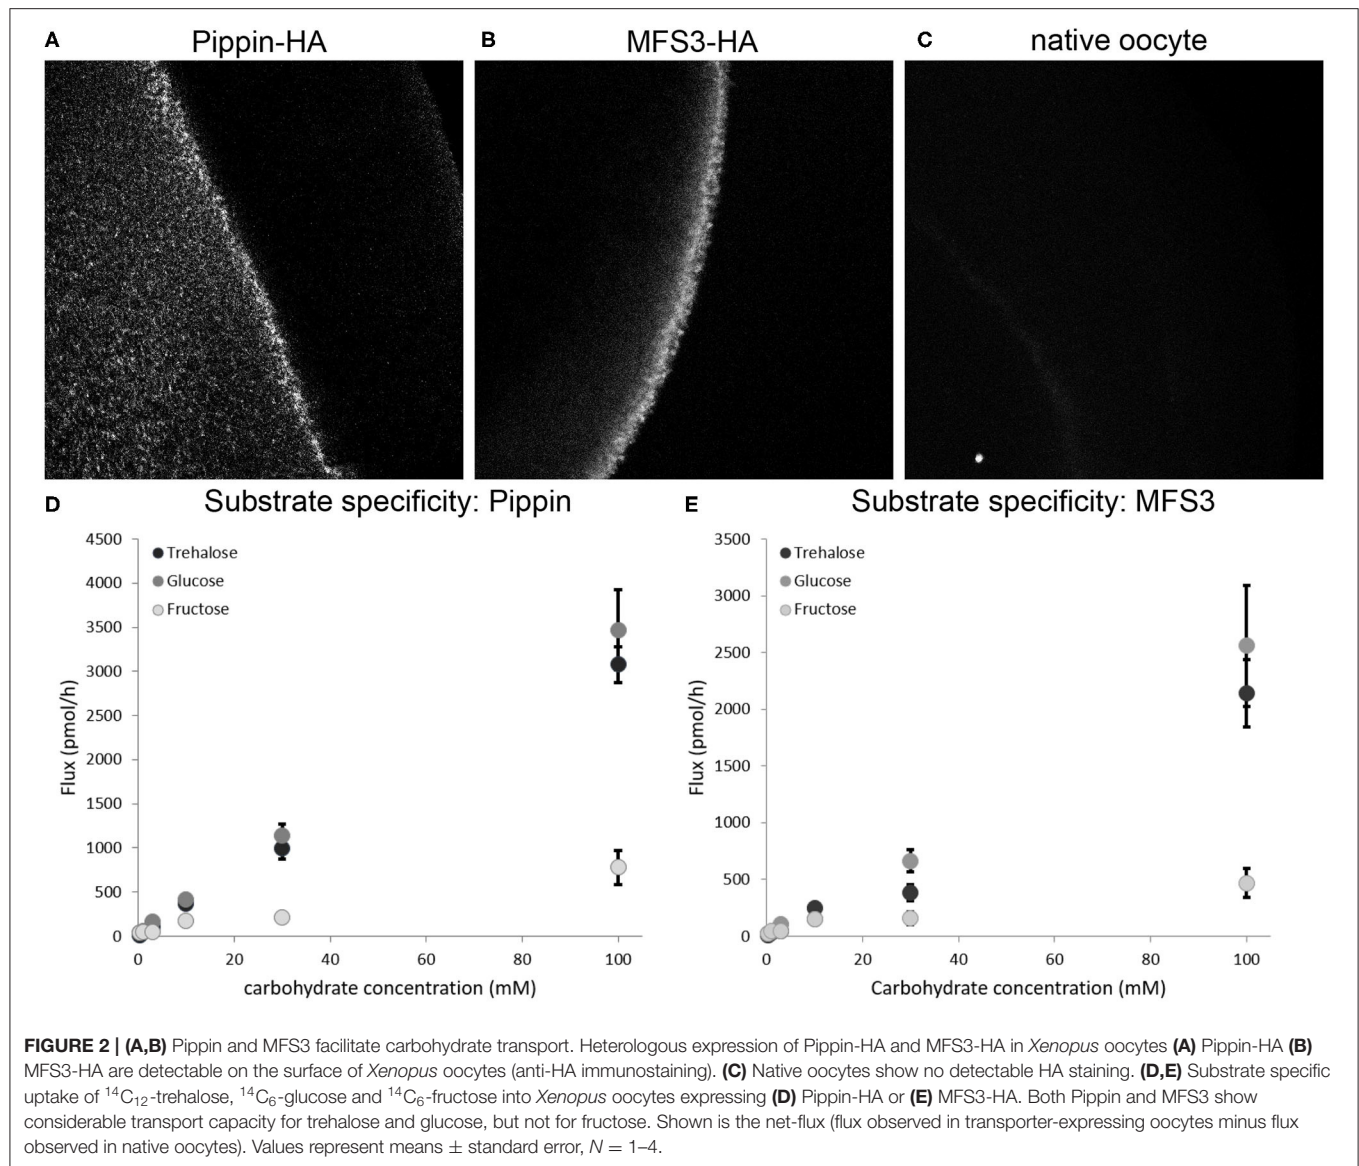 A Pippin-HA
B MFS3-HA
C native oocyte
D Substrate specificity: Pippin
4500
4000
3500
3000
2500
2000
1500
1000
500
0
Flux (pmol/h)
Trehalose
Glucose
Fructose
0 20 40 60 80 100
carbohydrate concentration (mM)
E Substrate specificity: MFS3
3500
3000
2500
2000
1500
1000
500
0
Flux (pmol/h)
Trehalose
Glucose
Fructose
0 20 40 60 80 100
Carbohydrate concentration (mM)
FIGURE 2 | (A,B) Pippin and MFS3 facilitate carbohydrate transport. Heterologous expression of Pippin-HA and MFS3-HA in Xenopus oocytes (A) Pippin-HA (B)
MFS3-HA are detectable on the surface of Xenopus oocytes (anti-HA immunostaining). (C) Native oocytes show no detectable HA staining. (D,E) Substrate specific
uptake of ¹⁴C₁₂-trehalose, ¹⁴C₆-glucose and ¹⁴C₆-fructose into Xenopus oocytes expressing (D) Pippin-HA or (E) MFS3-HA. Both Pippin and MFS3 show
considerable transport capacity for trehalose and glucose, but not for fructose. Shown is the net-flux (flux observed in transporter-expressing oocytes minus flux
observed in native oocytes). Values represent means ± standard error, N = 1–4.